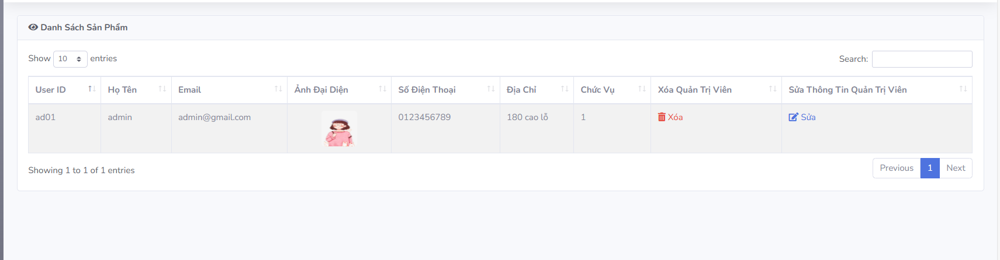 Danh Sách Sản Phẩm
Show 10 entries Search:
User ID Họ Tên Email Ảnh Đại Diện Số Điện Thoại Địa Chỉ Chức Vụ Xóa Quản Trị Viên Sửa Thông Tin Quản Trị Viên
ad01 admin admin@gmail.com 0123456789 180 cao lỗ 1 Xóa Sửa
Showing 1 to 1 of 1 entries Previous 1 Next